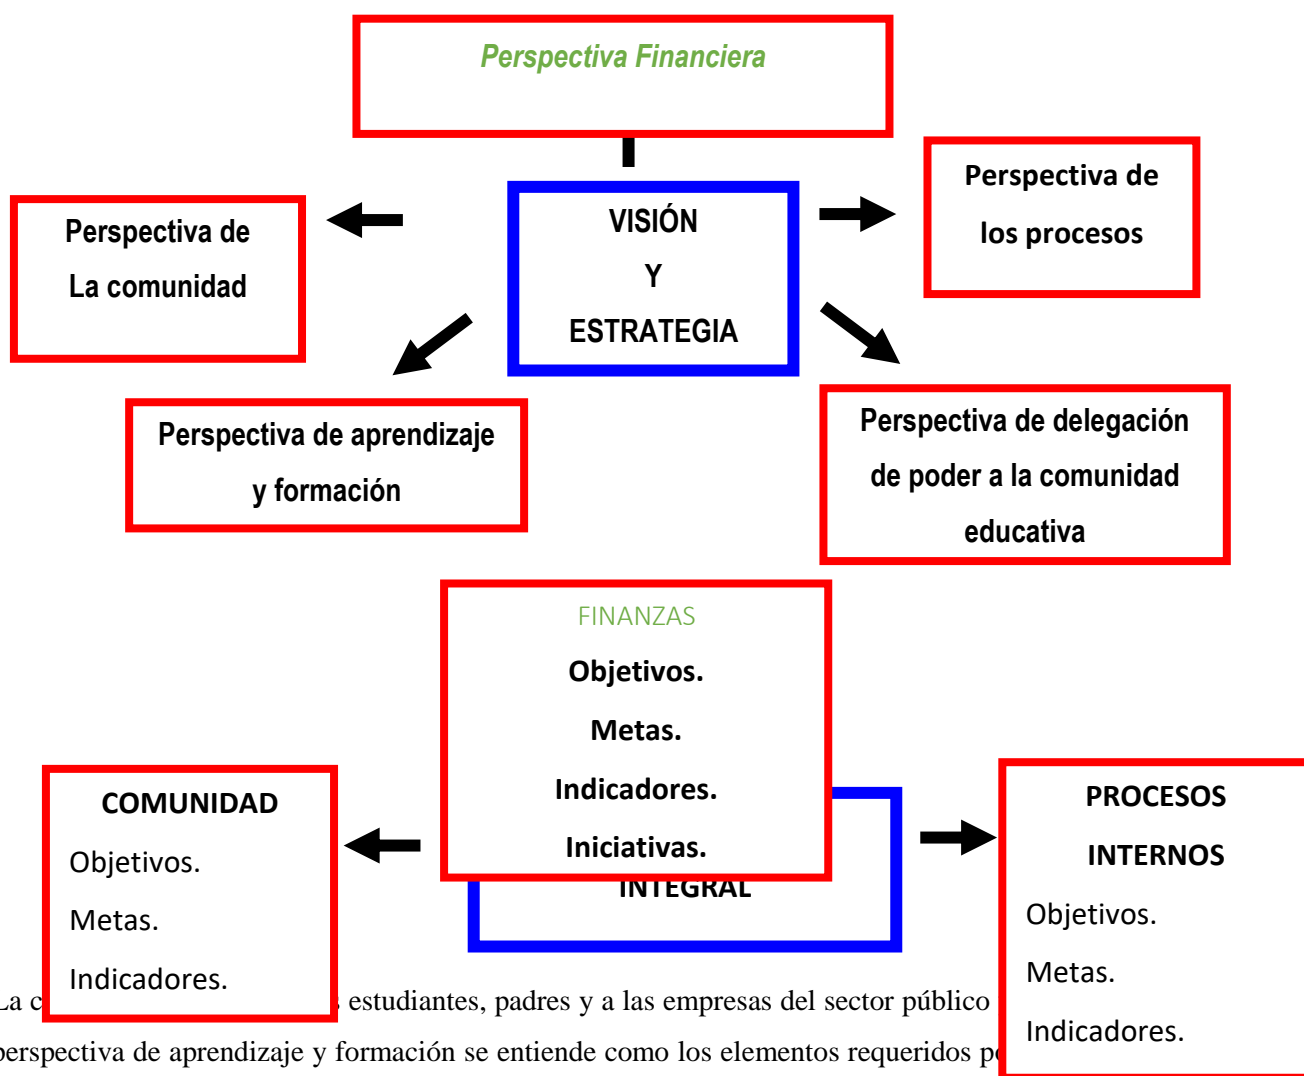 Perspectiva Financiera
Perspectiva de
los procesos
Perspectiva de
La comunidad
VISIÓN
Y
ESTRATEGIA
Perspectiva de aprendizaje
y formación
Perspectiva de delegación
de poder a la comunidad
educativa
FINANZAS
Objetivos.
Metas.
Indicadores.
Iniciativas.
INTEGRAL
COMUNIDAD
Objetivos.
Metas.
Indicadores.
PROCESOS
INTERNOS
Objetivos.
Metas.
Indicadores.
La estudiantes, padres y a las empresas del sector público
perspectiva de aprendizaje y formación se entiende como los elementos requeridos